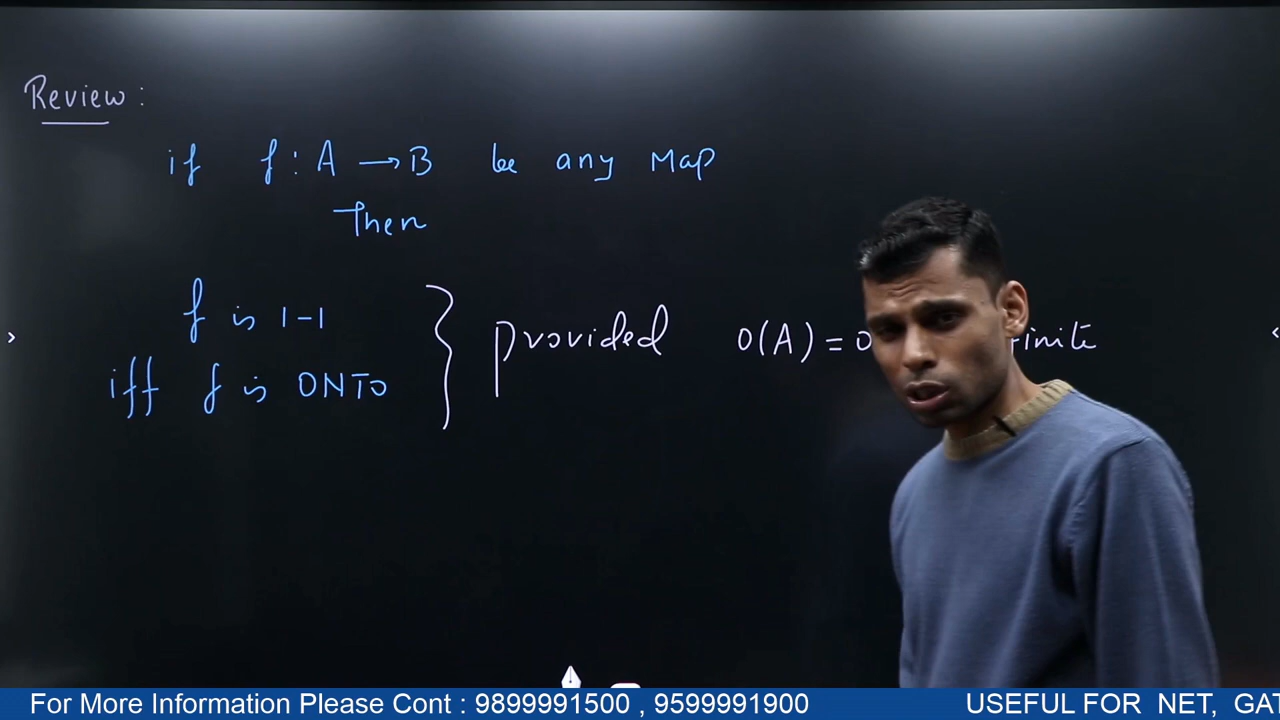 Review:
if f: A → B be any Map
Then
f is 1-1
iff f is ONTO
} provided O(A) = inite
For More Information Please Cont : 9899991500 , 9599991900
USEFUL FOR NET, GAT